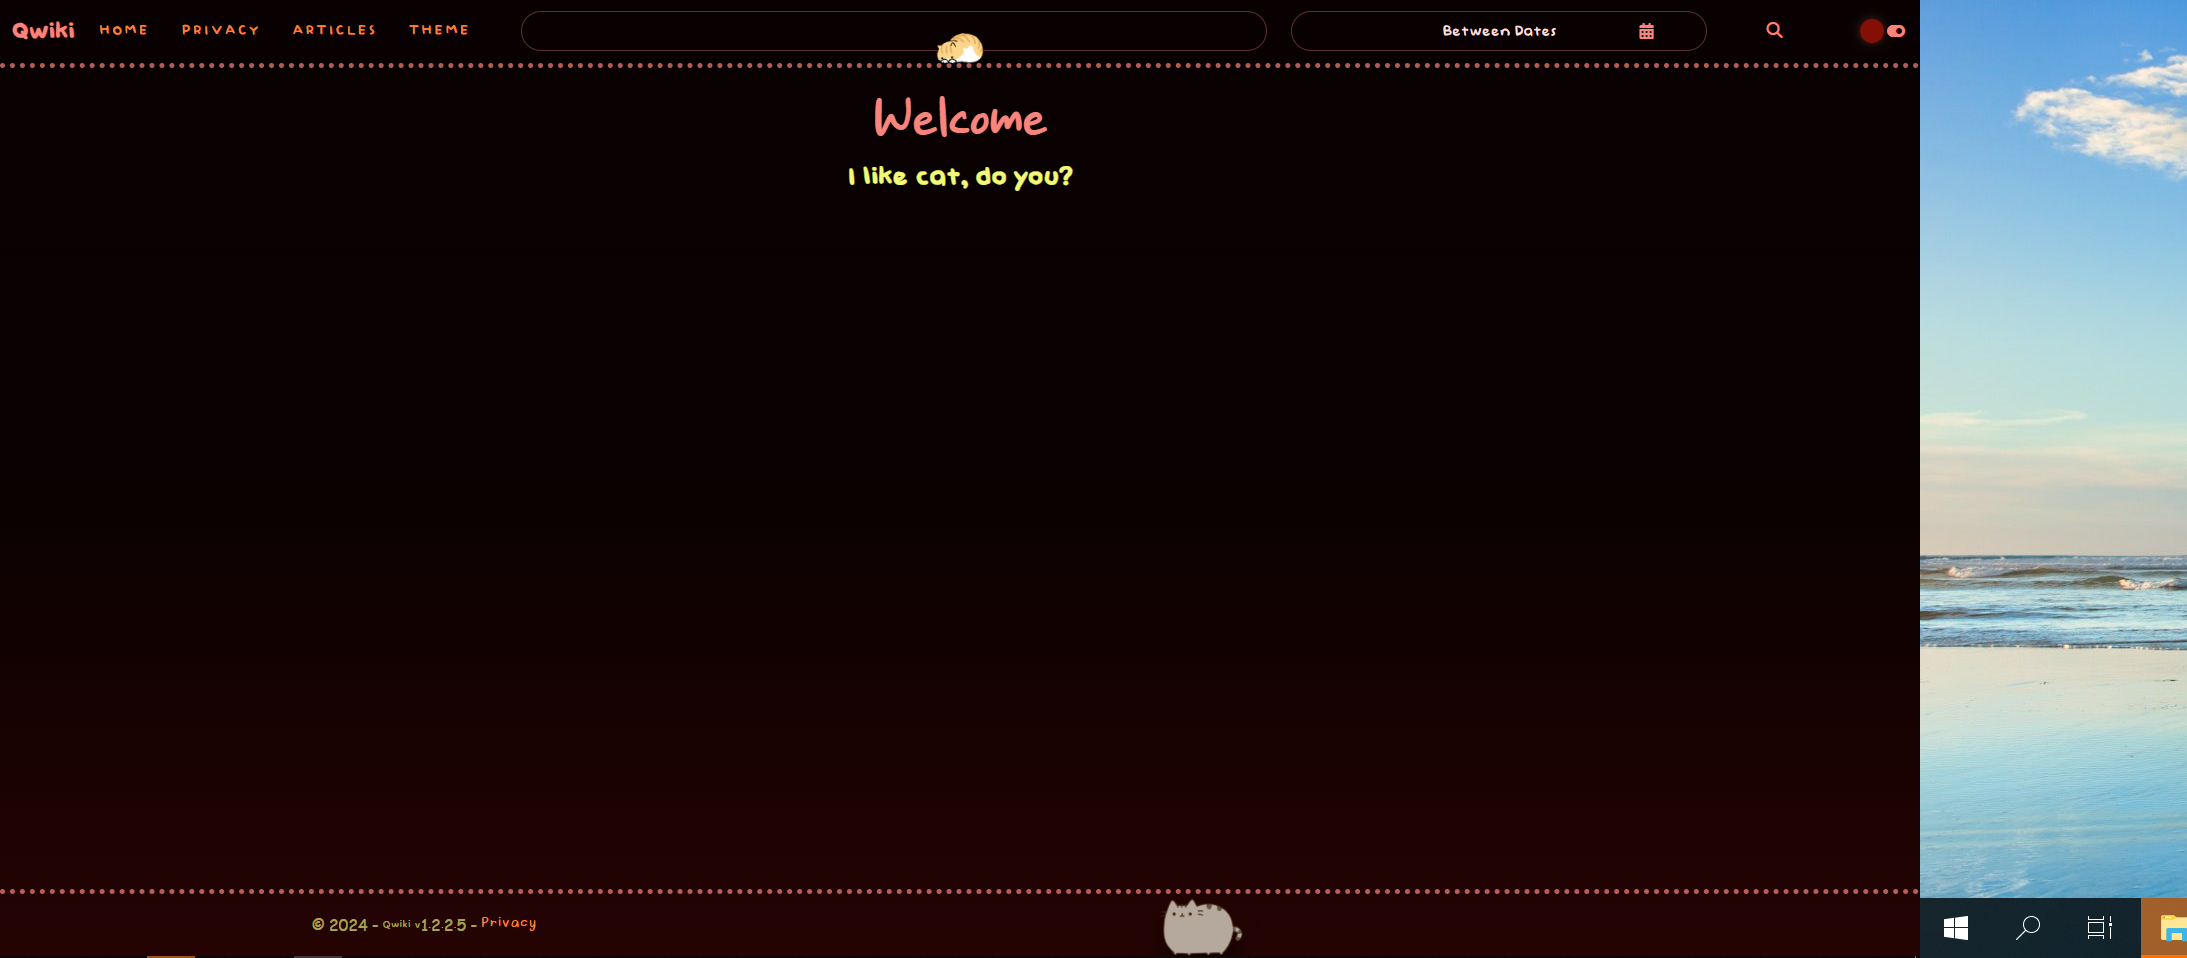 Qwiki HOME PRIVACY ARTICLES THEME Between Dates
Welcome
I like cat, do you?
© 2024 - Qwiki v1.2.2.5 - Privacy